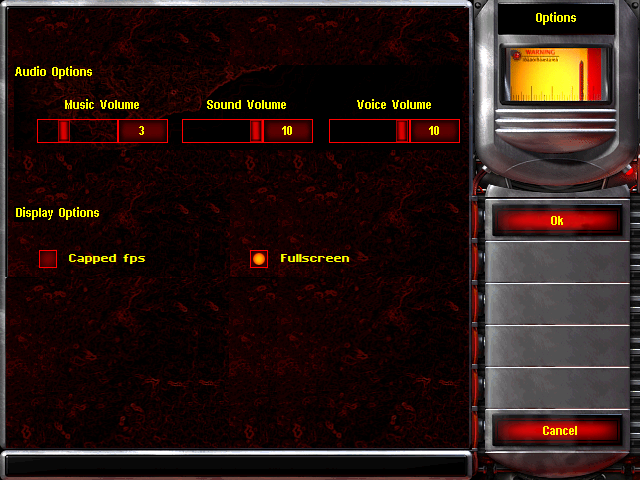 Options
WARNING
Audio Options
Music Volume
Sound Volume
Voice Volume
3
10
10
Display Options
Capped fps
Fullscreen
Ok
Cancel